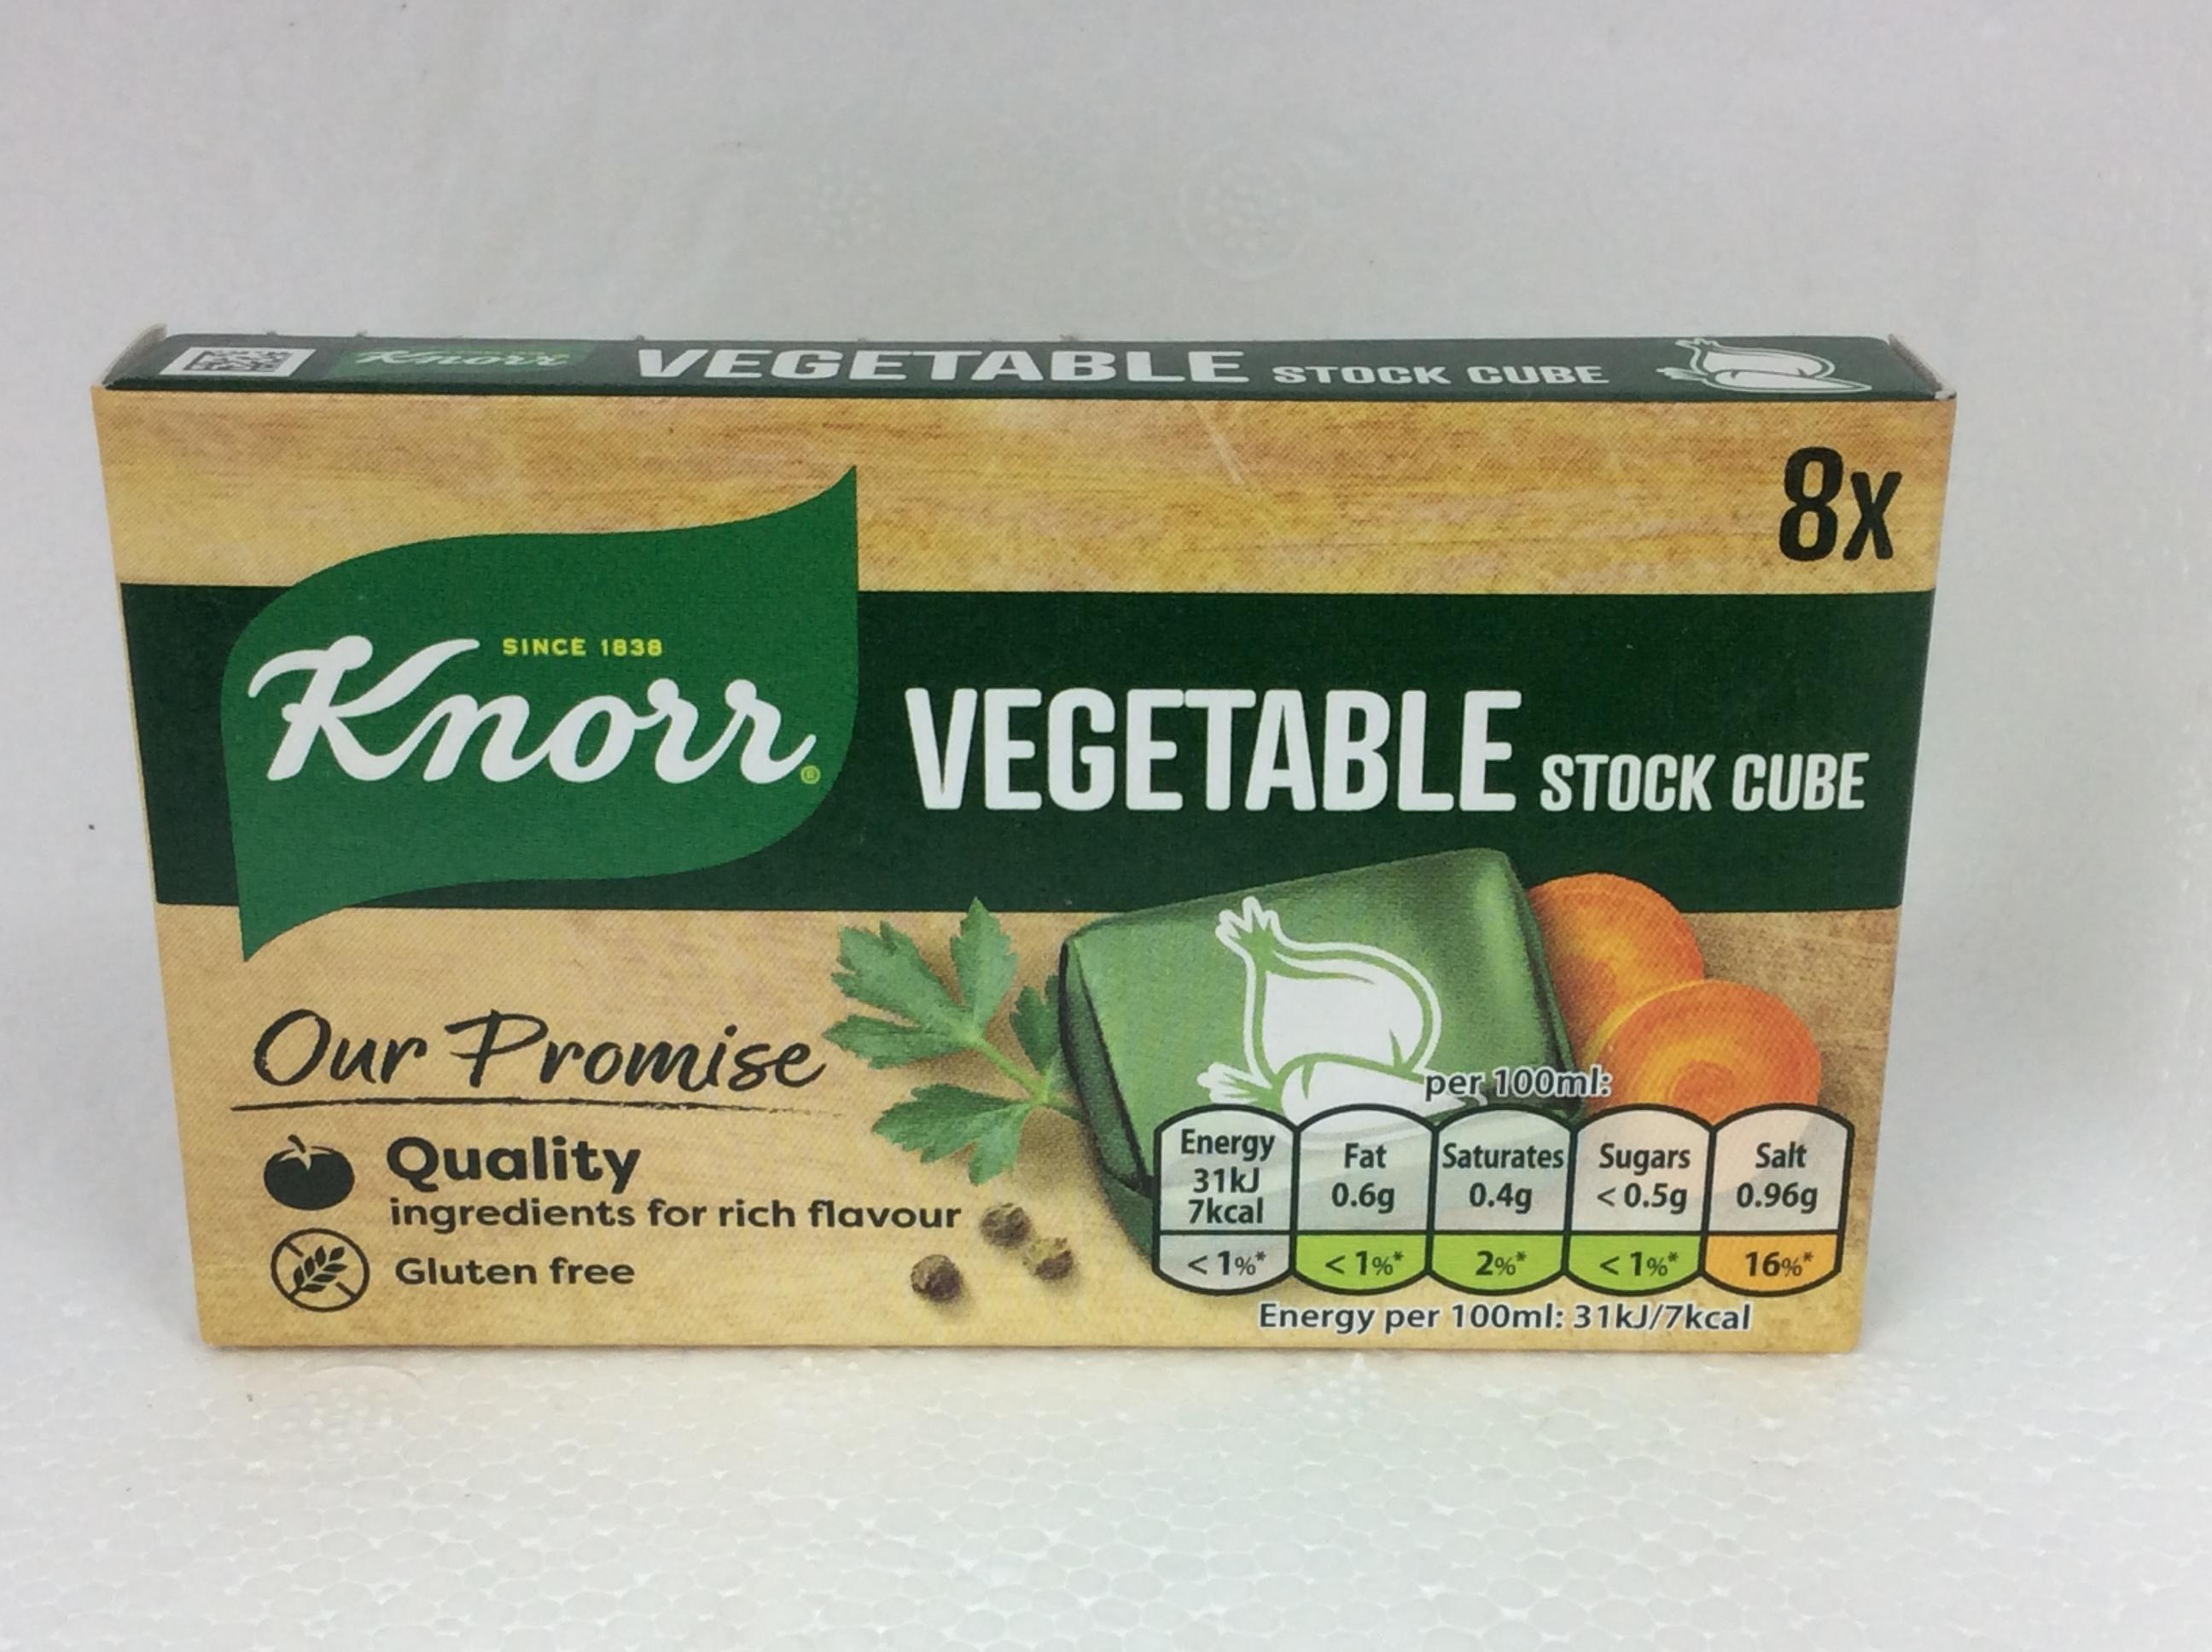 Knorr VEGETABLE STOCK CUBE
8x
SINCE 1838
Knorr®
VEGETABLE STOCK CUBE
Our Promise
Quality
ingredients for rich flavour
Gluten free
per 100ml:
Energy 31kJ 7kcal <1%*
Fat 0.6g <1%*
Saturates 0.4g 2%*
Sugars <0.5g <1%*
Salt 0.96g 16%*
Energy per 100ml: 31kJ/7kcal